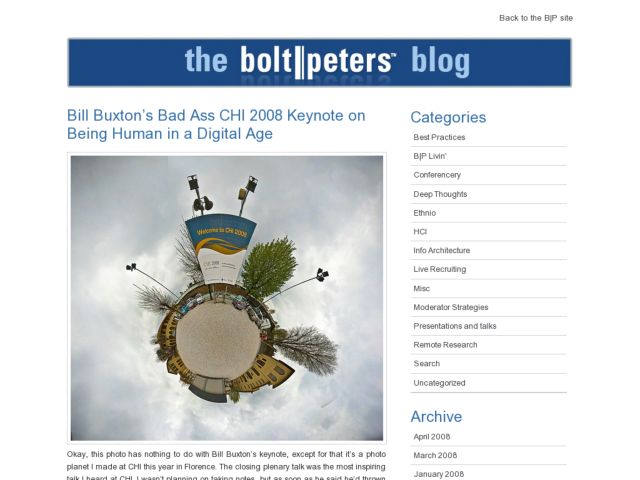 Back to the B|P site
the bolt||peters™ blog
Bill Buxton's Bad Ass CHI 2008 Keynote on
Being Human in a Digital Age
Welcome to CHI 2008
CHI 2008
Okay, this photo has nothing to do with Bill Buxton's keynote, except for that it's a photo
planet I made at CHI this year in Florence. The closing plenary talk was the most inspiring
talk I heard at CHI. I wasn't planning on taking notes, but as soon as he said he'd thrown
Categories
Best Practices
B|P Livin'
Conferencery
Deep Thoughts
Ethnio
HCI
Info Architecture
Live Recruiting
Misc
Moderator Strategies
Presentations and talks
Remote Research
Search
Uncategorized
Archive
April 2008
March 2008
January 2008